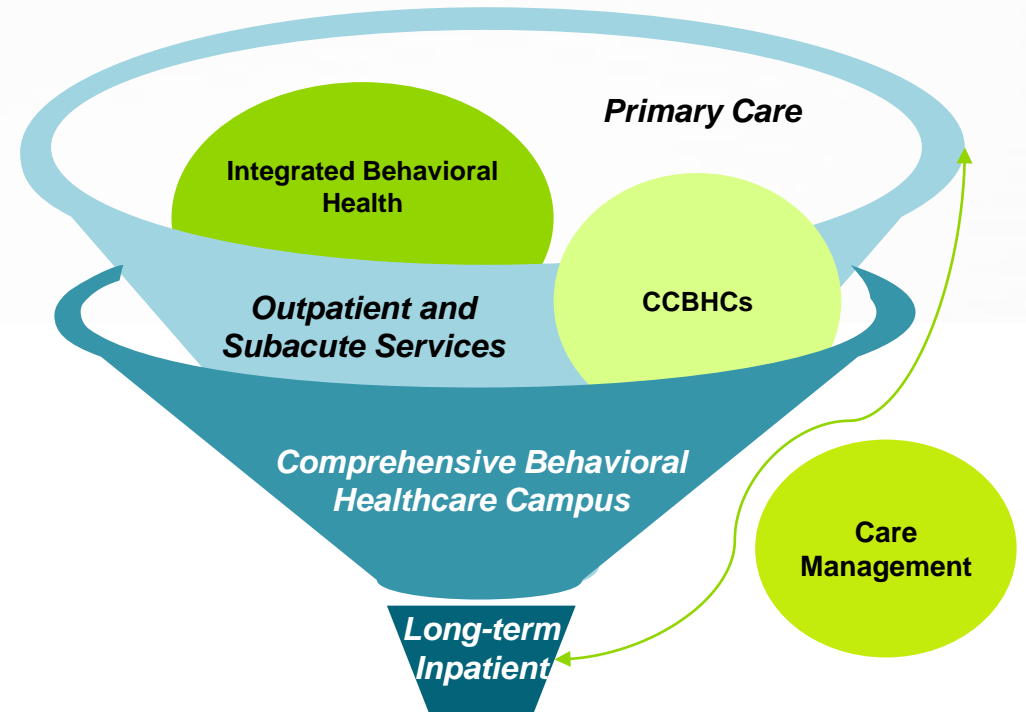 Primary Care
Integrated Behavioral
Health
CCBHCs
Outpatient and
Subacute Services
Comprehensive Behavioral
Healthcare Campus
Care
Management
Long-term
Inpatient